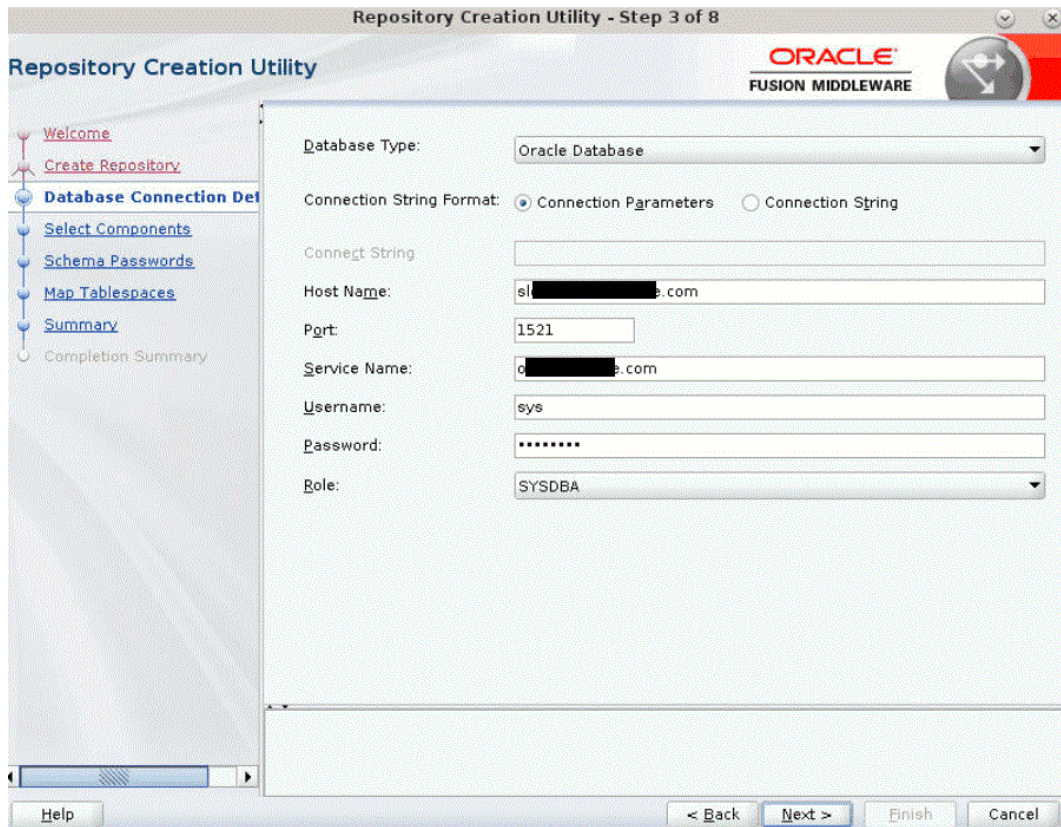 Repository Creation Utility - Step 3 of 8
Repository Creation Utility
ORACLE
FUSION MIDDLEWARE
Welcome
Create Repository
Database Connection Det
Select Components
Schema Passwords
Map Tablespaces
Summary
Completion Summary
Database Type: Oracle Database
Connection String Format: Connection Parameters Connection String
Connect String
Host Name: sl e.com
Port: 1521
Service Name: o e.com
Username: sys
Password: ••••••••
Role: SYSDBA
Help < Back Next > Finish Cancel